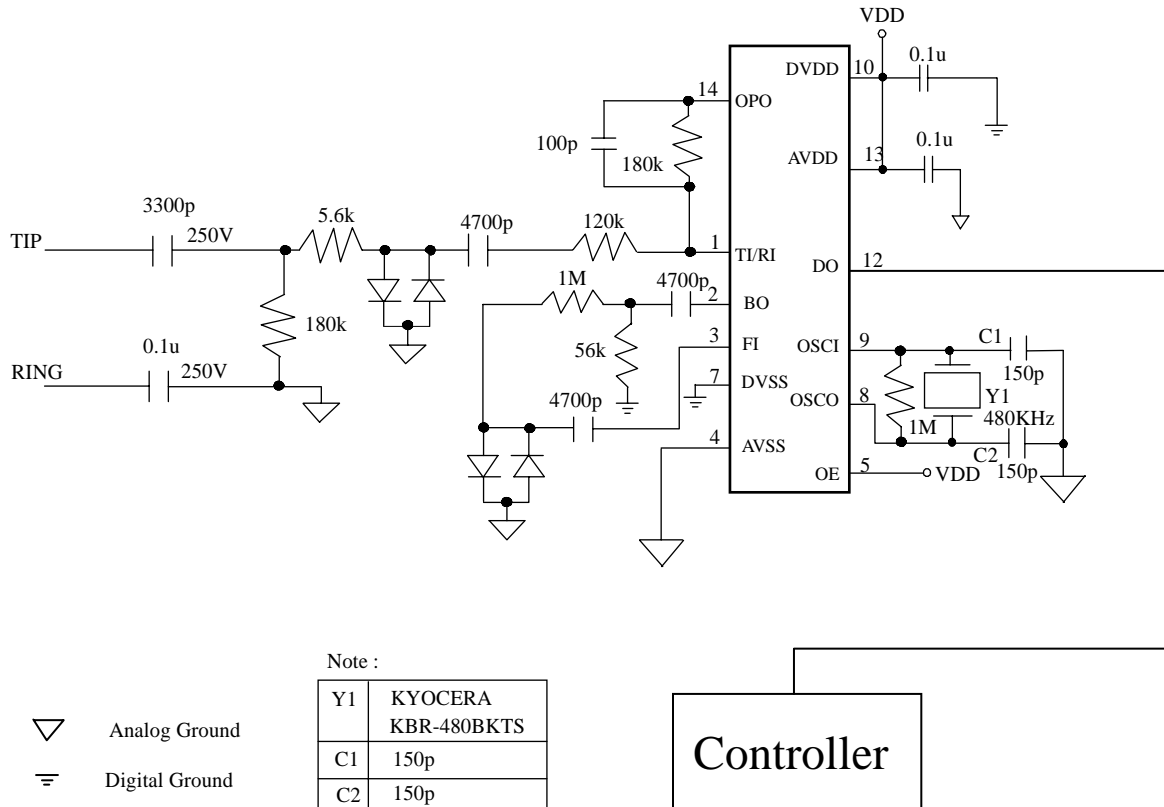 VDD
0.1u
DVDD
10
14
OPO
100p
180k
0.1u
AVDD
13
3300p
5.6k
4700p
120k
TIP
250V
1
TI/RI
DO
12
1M
4700p
2
BO
180k
56k
3
FI
OSCI
9
C1
150p
0.1u
RING
250V
7
DVSS
Y1
OSCO
8
480KHz
1M
4700p
4
AVSS
C2
150p
OE
5
VDD
Note :
Y1 KYOCERA
KBR-480BKTS
C1 150p
C2 150p
Analog Ground
Digital Ground
Controller